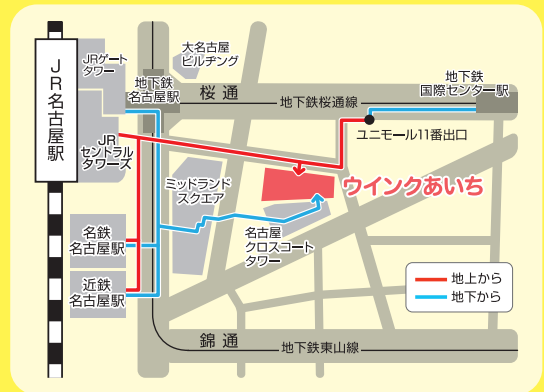 大名古屋
ビルヂング
JRゲート
タワー
JR名古屋駅
地下鉄
名古屋駅
桜通
地下鉄桜通線
地下鉄
国際センター駅
ユニモール11番出口
JR
セントラル
タワーズ
ミッドランド
スクエア
ウインクあいち
名鉄
名古屋駅
名古屋
クロスコート
タワー
近鉄
名古屋駅
地上から
地下から
錦通
地下鉄東山線